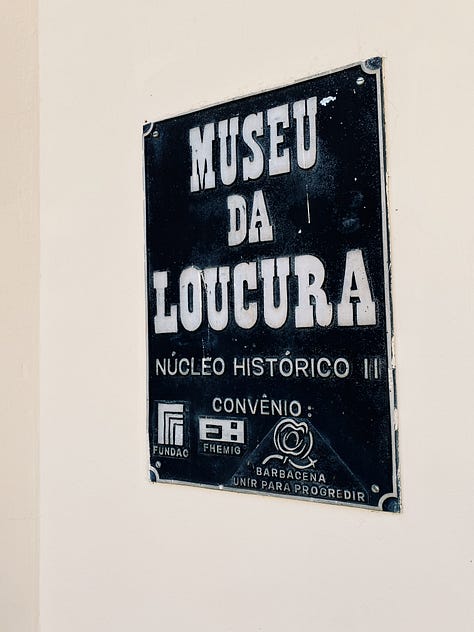 MUSEU
DA
LOUCURA
NÚCLEO HISTÓRICO II
CONVÊNIO:
FUNDAC
FHEMIG
BARBACENA
UNIR PARA PROGREDIR